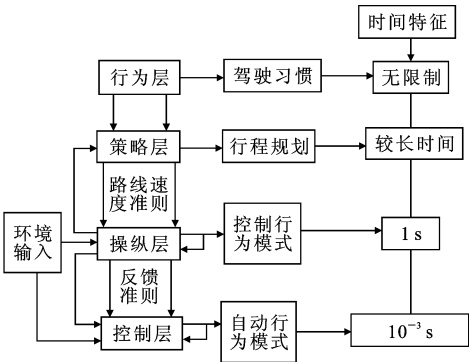 时间特征
行为层
驾驶习惯
无限制
策略层
行程规划
较长时间
路线速
度准则
环境
输入
操纵层
控制行
为模式
1 s
反馈
准则
控制层
自动行
为模式
10⁻³ s